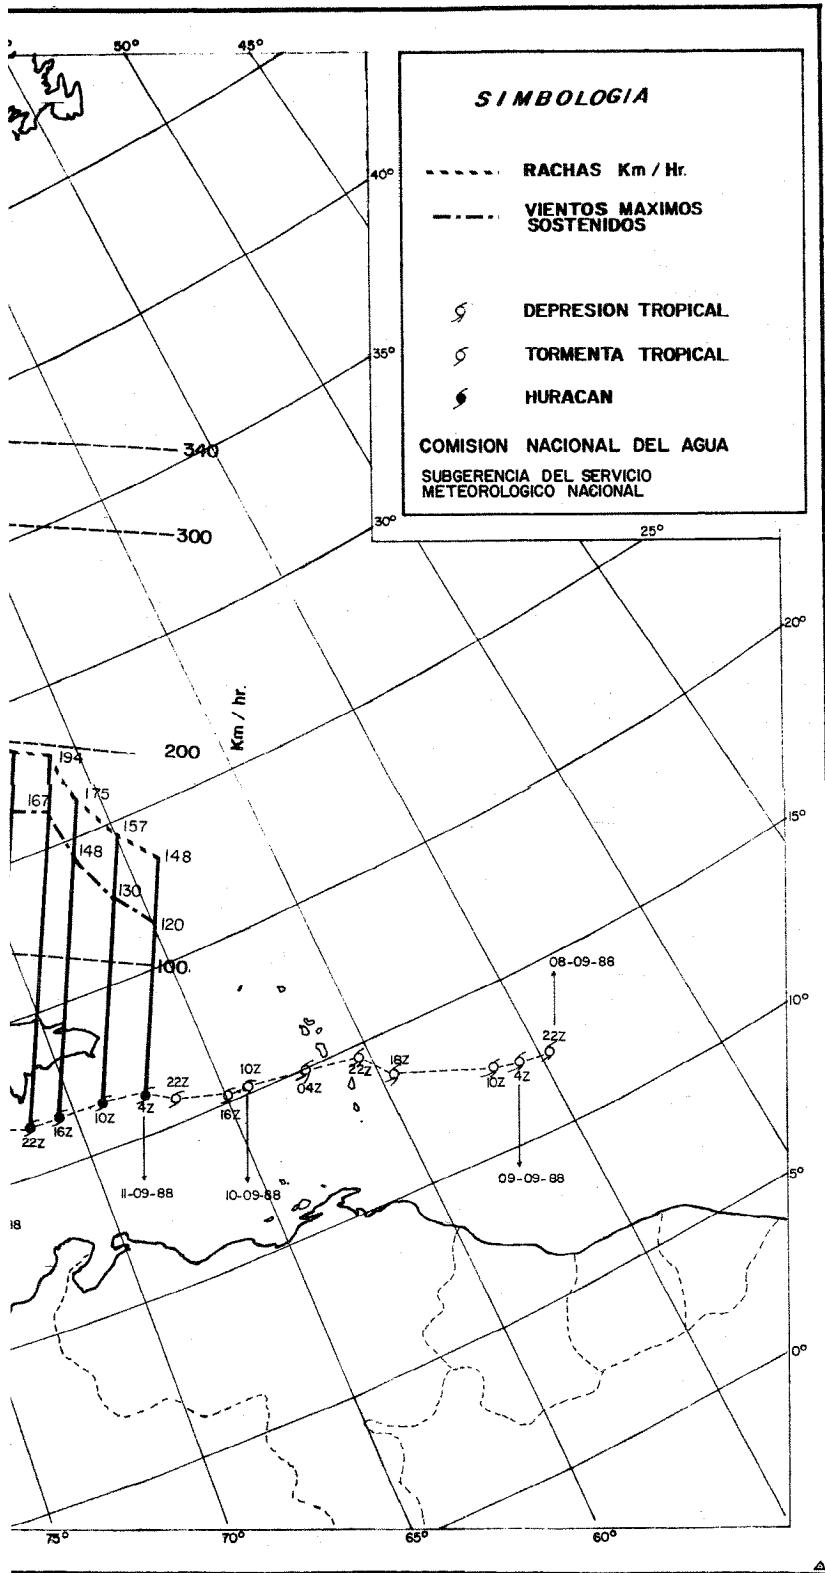 50°
45°
SIMBOLOGIA
RACHAS Km / Hr.
VIENTOS MAXIMOS
SOSTENIDOS
DEPRESION TROPICAL
TORMENTA TROPICAL
HURACAN
COMISION NACIONAL DEL AGUA
SUBGERENCIA DEL SERVICIO
METEOROLOGICO NACIONAL
40°
35°
30°
25°
20°
15°
10°
5°
0°
340
300
200
Km / hr.
194
167
175
157
148
148
130
120
100
08-09-88
22Z
4Z
10Z
18Z
22Z
04Z
10Z
16Z
22Z
4Z
10Z
16Z
22Z
11-09-88
10-09-88
09-09-88
75°
70°
65°
60°